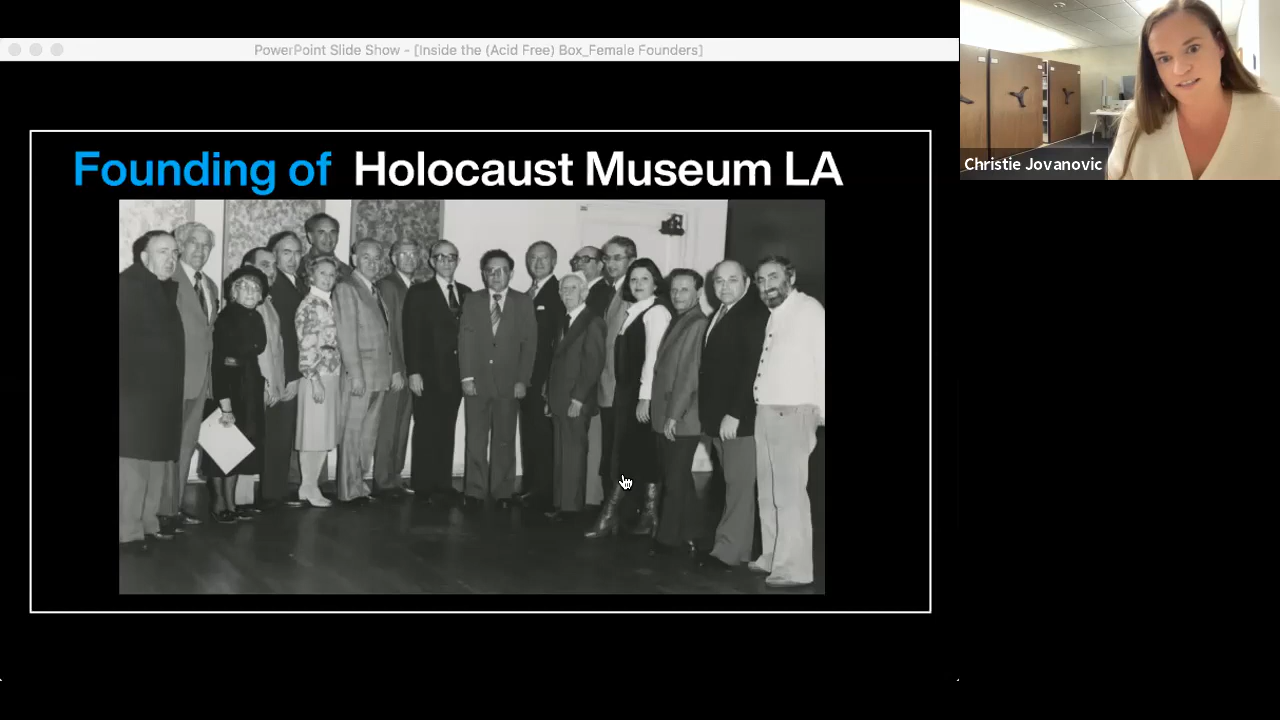 PowerPoint Slide Show - [Inside the (Acid Free) Box_Female Founders]
Founding of Holocaust Museum LA
Christie Jovanovic